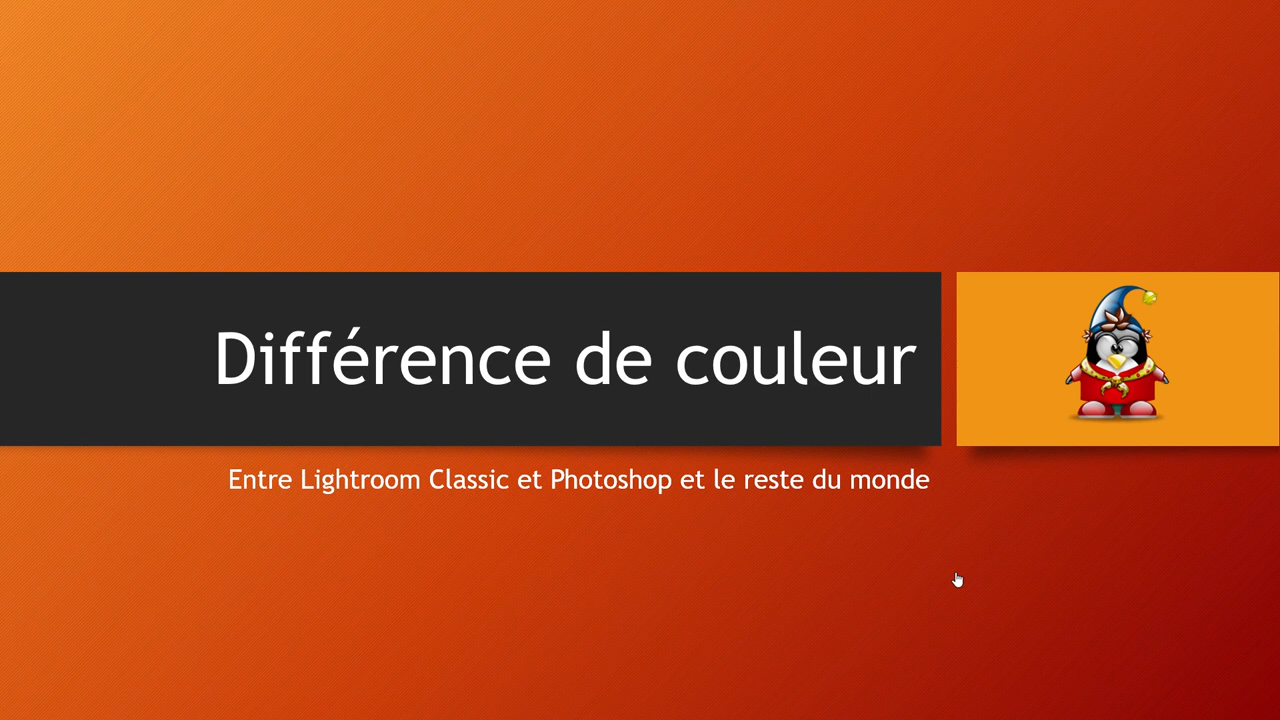 Différence de couleur
Entre Lightroom Classic et Photoshop et le reste du monde